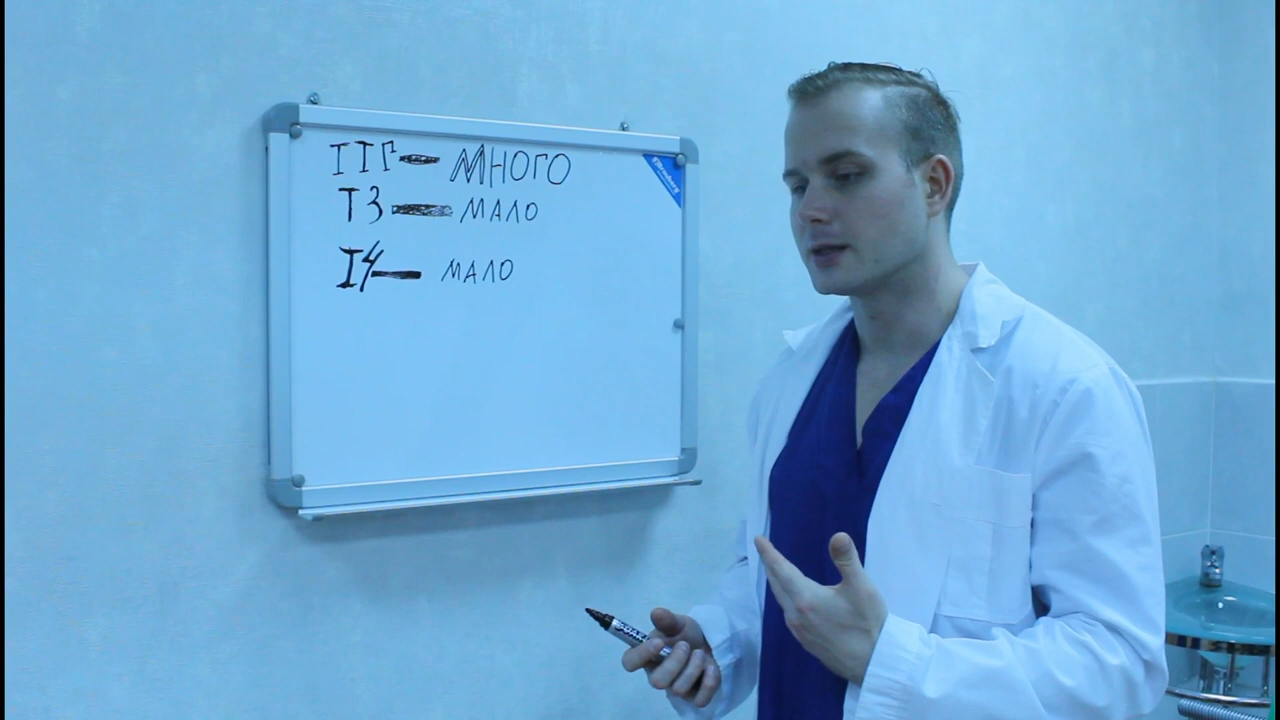 ТТГ — МНОГО
Т3 — МАЛО
Т4 — МАЛО